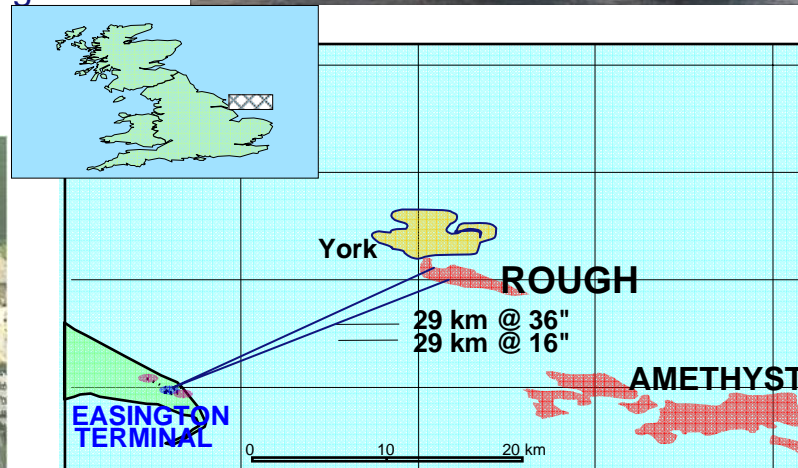 York
ROUGH
29 km @ 36"
29 km @ 16"
AMETHYST
EASINGTON
TERMINAL
0 10 20 km